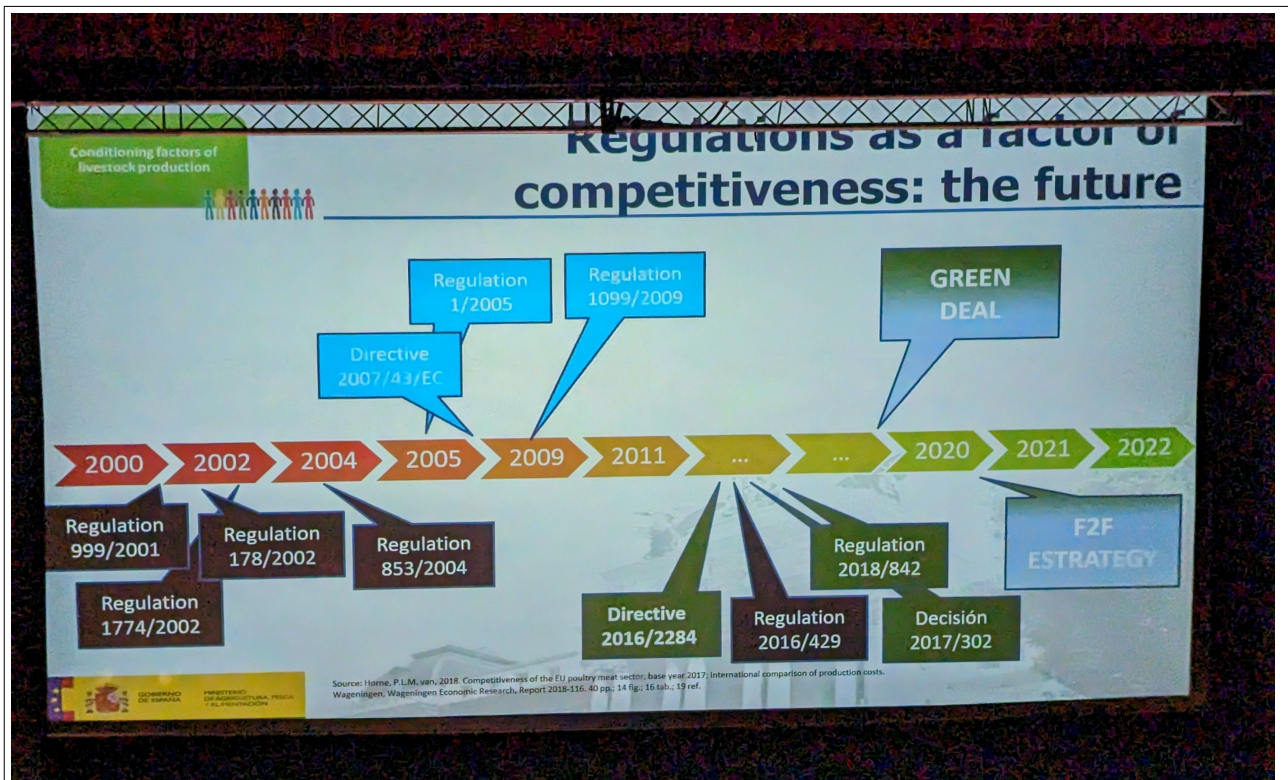 Conditioning factors of
livestock production
Regulations as a factor of
competitiveness: the future
Regulation
1/2005
Regulation
1099/2009
GREEN
DEAL
Directive
2007/43/EC
2000
2002
2004
2005
2009
2011
...
...
2020
2021
2022
Regulation
999/2001
Regulation
178/2002
Regulation
853/2004
Regulation
1774/2002
Directive
2016/2284
Regulation
2016/429
Regulation
2018/842
Decisión
2017/302
F2F
ESTRATEGY
GOBIERNO
DE ESPAÑA
MINISTERIO
DE AGRICULTURA, PESCA
Y ALIMENTACIÓN
Source: Horne, P.L.M. van, 2018. Competitiveness of the EU poultry meat sector, base year 2017; International comparison of production costs.
Wageningen, Wageningen Economic Research, Report 2018-116. 40 pp.; 14 fig.; 16 tab.; 19 ref.